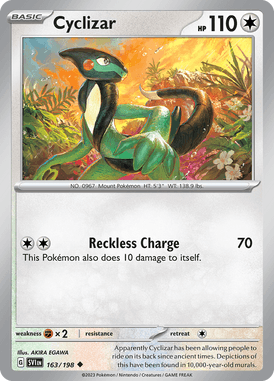 BASIC
Cyclizar
HP 110
NO. 0967 Mount Pokémon HT: 5'3" WT: 138.9 lbs.
Reckless Charge 70
This Pokémon also does 10 damage to itself.
weakness ×2 resistance retreat
Illus. AKIRA EGAWA
G SVI EN 163/198
Apparently Cyclizar has been allowing people to
ride on its back since ancient times. Depictions of
this have been found in 10,000-year-old murals.
©2023 Pokémon / Nintendo / Creatures / GAME FREAK